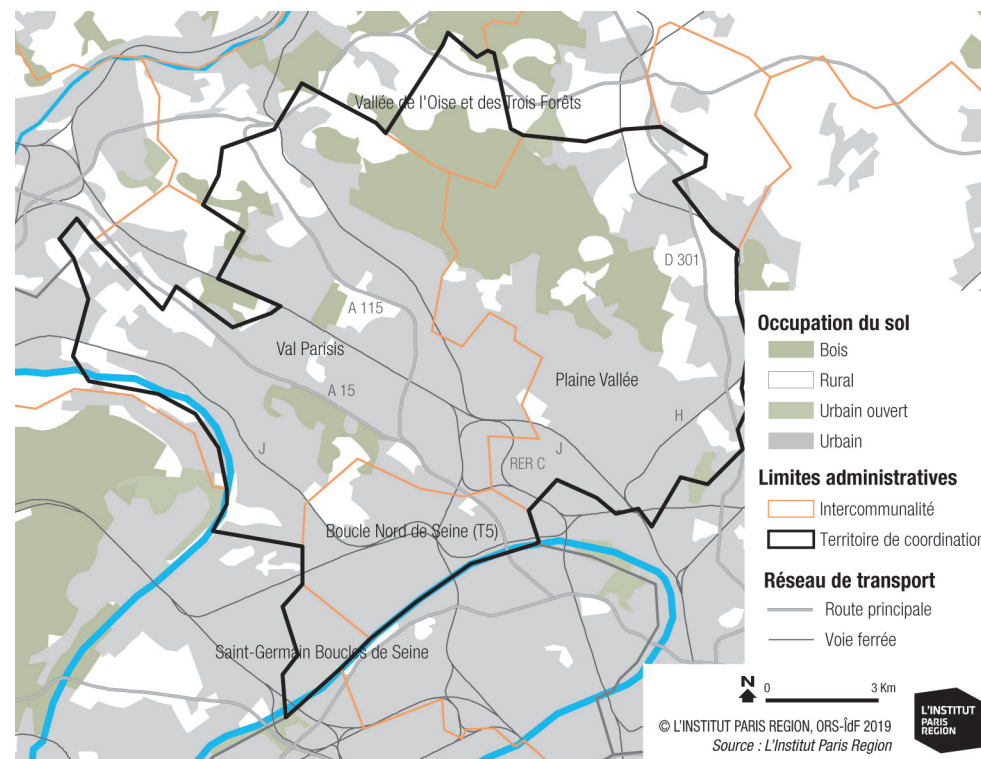 Vallée de l'Oise et des Trois Forêts
D 301
A 115
Val Parisis
Plaine Vallée
A 15
H
J
J
RER C
Boucle Nord de Seine (T5)
Saint-Germain Boucles de Seine
Occupation du sol
Bois
Rural
Urbain ouvert
Urbain
Limites administratives
Intercommunalité
Territoire de coordination
Réseau de transport
Route principale
Voie ferrée
N
0 3 Km
© L'INSTITUT PARIS REGION, ORS-ÎdF 2019
Source : L'Institut Paris Region
L'INSTITUT
PARIS
REGION